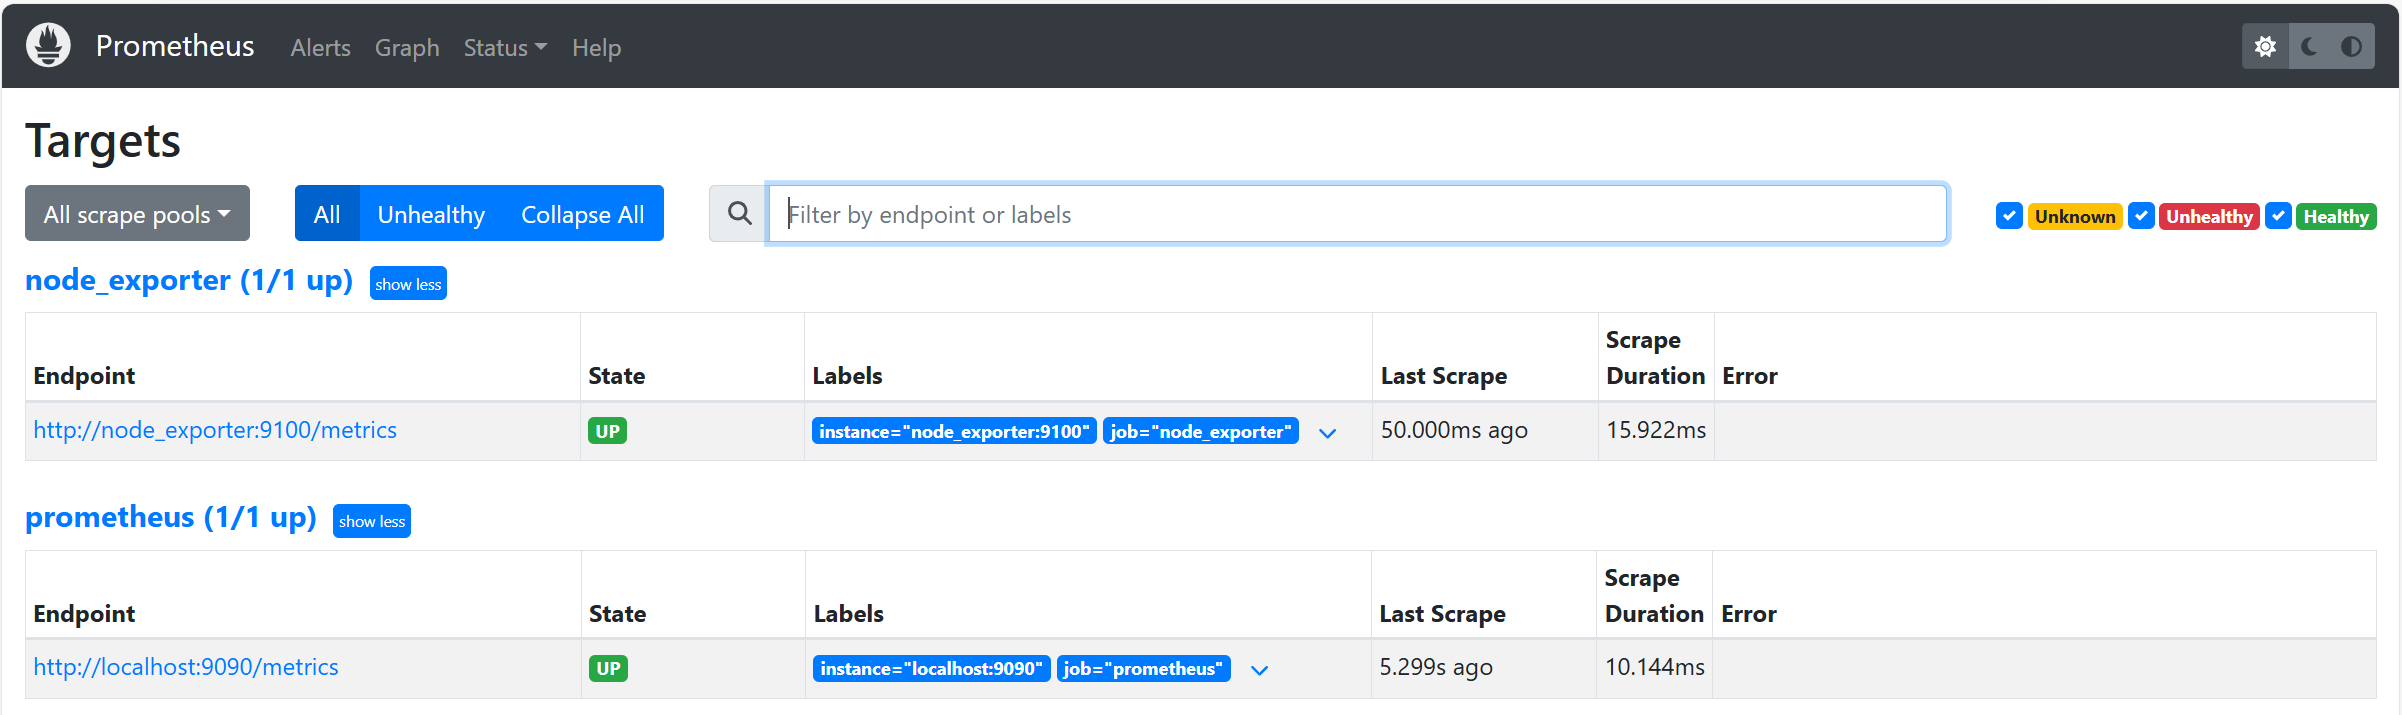 Prometheus Alerts Graph Status Help
Targets
All scrape pools All Unhealthy Collapse All Filter by endpoint or labels Unknown Unhealthy Healthy
node_exporter (1/1 up) show less
Endpoint State Labels Last Scrape Scrape Duration Error
http://node_exporter:9100/metrics UP instance="node_exporter:9100" job="node_exporter" 50.000ms ago 15.922ms
prometheus (1/1 up) show less
Endpoint State Labels Last Scrape Scrape Duration Error
http://localhost:9090/metrics UP instance="localhost:9090" job="prometheus" 5.299s ago 10.144ms